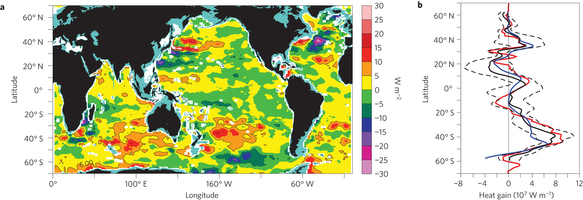 a
60° N
40° N
20° N
0°
20° S
40° S
60° S
Latitude
0°
100° E
160° W
60° W
Longitude
30
25
20
15
10
5
0
−5
−10
−15
−20
−25
−30
W m−2
b
60° N
40° N
20° N
0°
20° S
40° S
60° S
Latitude
−8
−4
0
4
8
12
Heat gain (10⁷ W m−1)